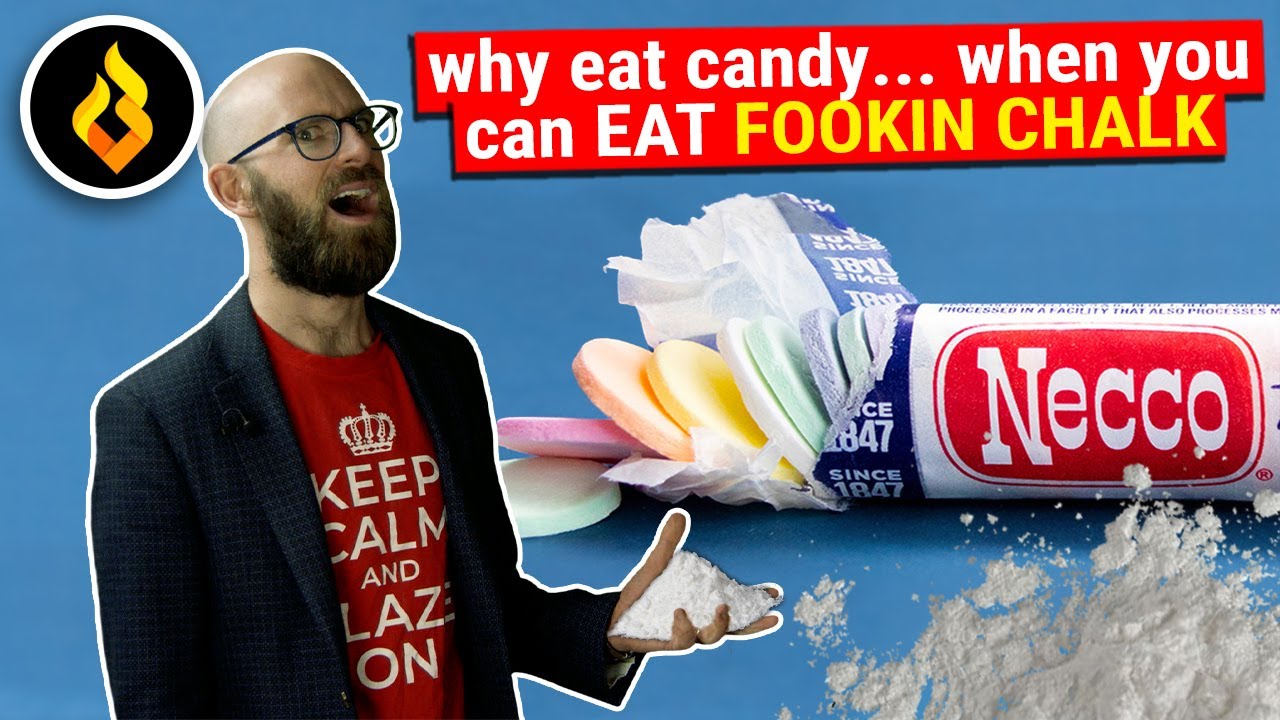 why eat candy... when you
can EAT FOOKIN CHALK
PROCESSED IN A FACILITY THAT ALSO PROCESSES M
Necco®
SINCE
1847
SINCE
1847
KEEP
CALM
AND
LAZE
ON